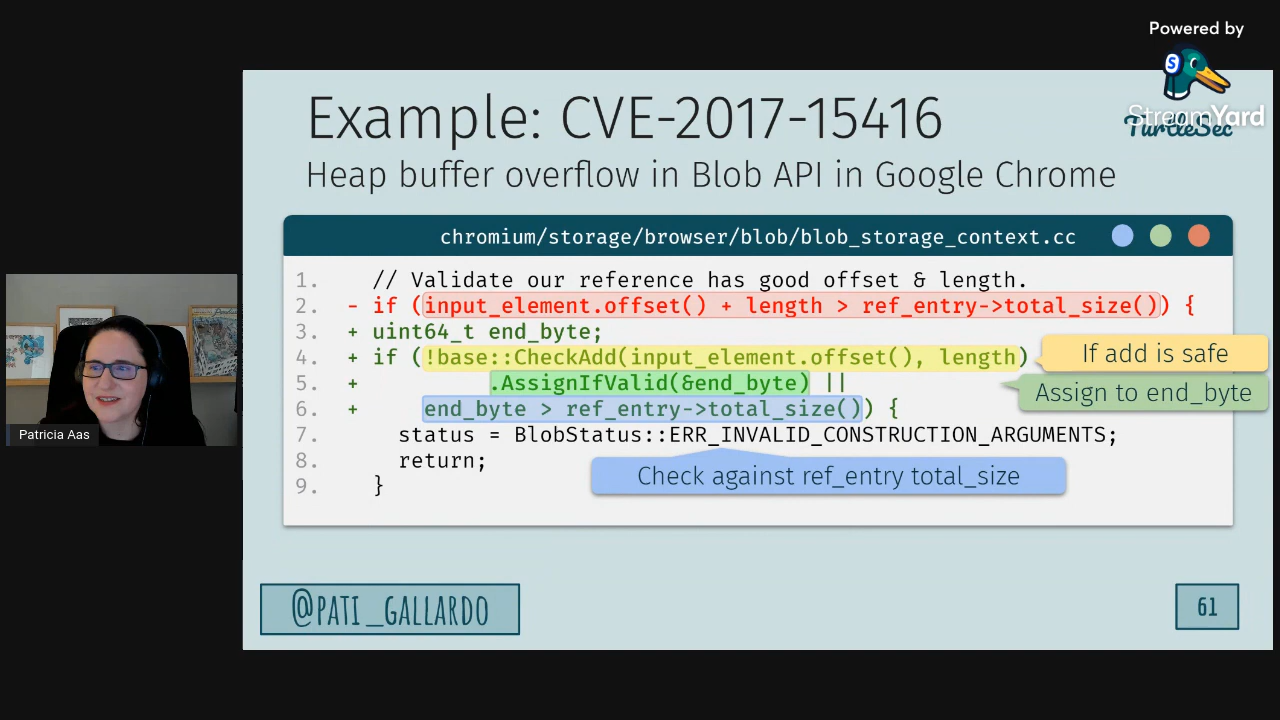 Powered by
StreamYard
TurtleSec
Example: CVE-2017-15416
Heap buffer overflow in Blob API in Google Chrome
chromium/storage/browser/blob/blob_storage_context.cc
1. // Validate our reference has good offset & length.
2. - if (input_element.offset() + length > ref_entry->total_size()) {
3. + uint64_t end_byte;
4. + if (!base::CheckAdd(input_element.offset(), length)
If add is safe
5. + .AssignIfValid(&end_byte) ||
Assign to end_byte
6. + end_byte > ref_entry->total_size()) {
7. status = BlobStatus::ERR_INVALID_CONSTRUCTION_ARGUMENTS;
8. return;
Check against ref_entry total_size
9. }
Patricia Aas
@PATI_GALLARDO
61